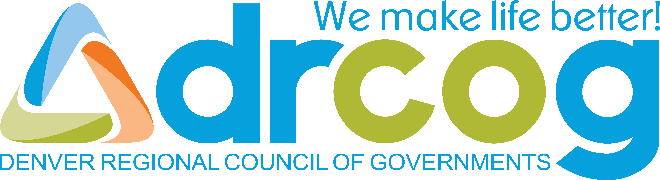 We make life better!
drcog
DENVER REGIONAL COUNCIL OF GOVERNMENTS